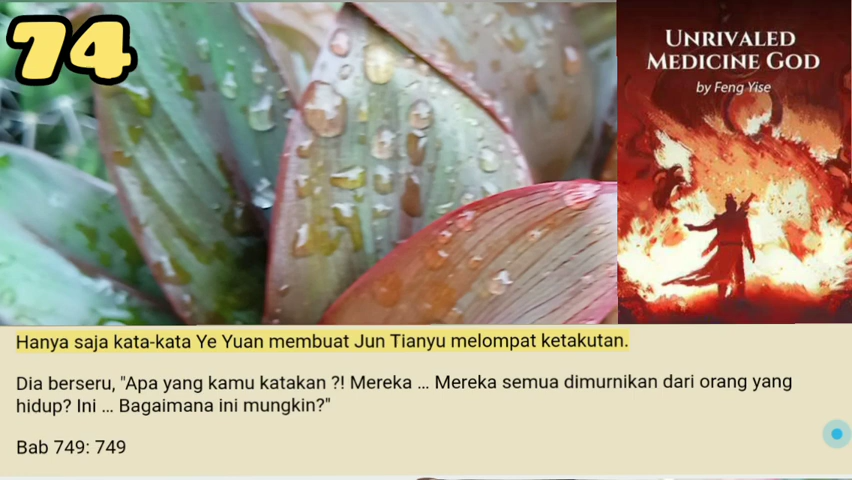 74
UNRIVALED
MEDICINE GOD
by Feng Yise
Hanya saja kata-kata Ye Yuan membuat Jun Tianyu melompat ketakutan.
Dia berseru, "Apa yang kamu katakan ?! Mereka ... Mereka semua dimurnikan dari orang yang
hidup? Ini ... Bagaimana ini mungkin?"
Bab 749: 749